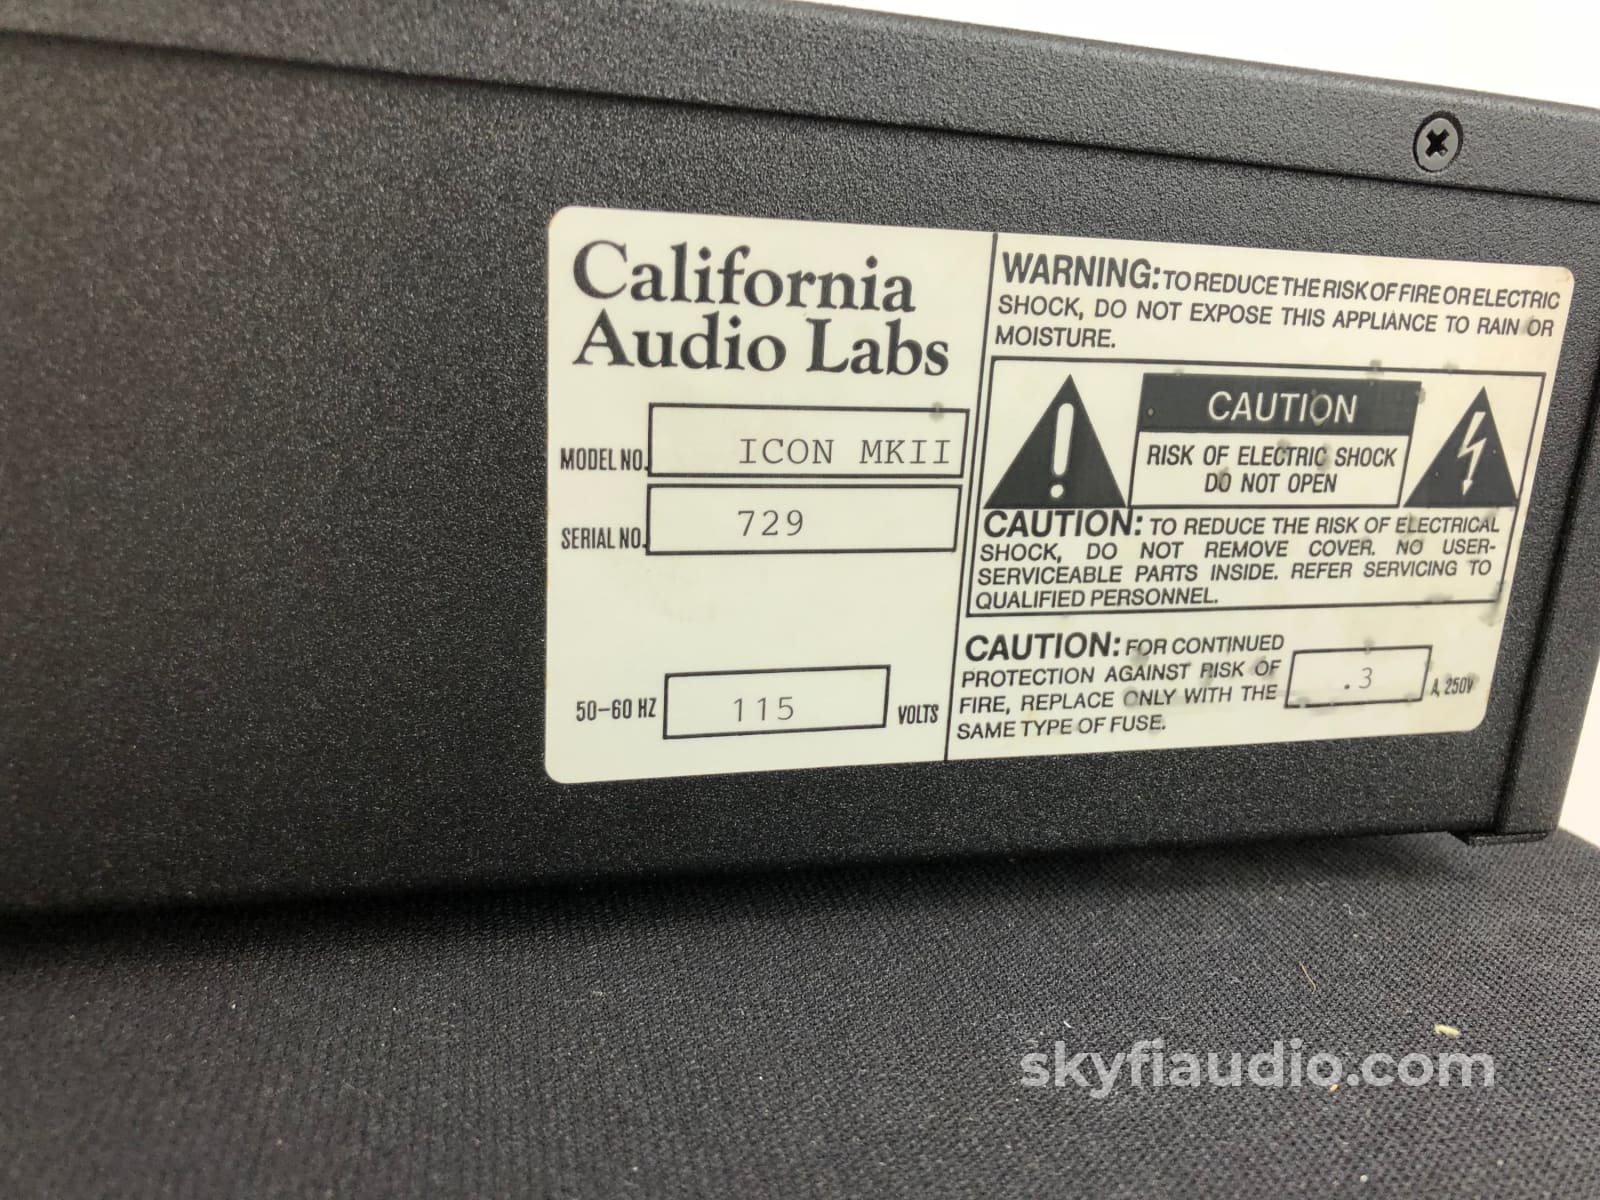 California
Audio Labs
MODEL NO. ICON MKII
SERIAL NO. 729
50-60 HZ 115 VOLTS
WARNING: TO REDUCE THE RISK OF FIRE OR ELECTRIC
SHOCK, DO NOT EXPOSE THIS APPLIANCE TO RAIN OR
MOISTURE.
CAUTION
RISK OF ELECTRIC SHOCK
DO NOT OPEN
CAUTION: TO REDUCE THE RISK OF ELECTRICAL
SHOCK, DO NOT REMOVE COVER. NO USER-
SERVICEABLE PARTS INSIDE. REFER SERVICING TO
QUALIFIED PERSONNEL.
CAUTION: FOR CONTINUED
PROTECTION AGAINST RISK OF
FIRE, REPLACE ONLY WITH THE
SAME TYPE OF FUSE.
.3 A, 250V
skyfiaudio.com